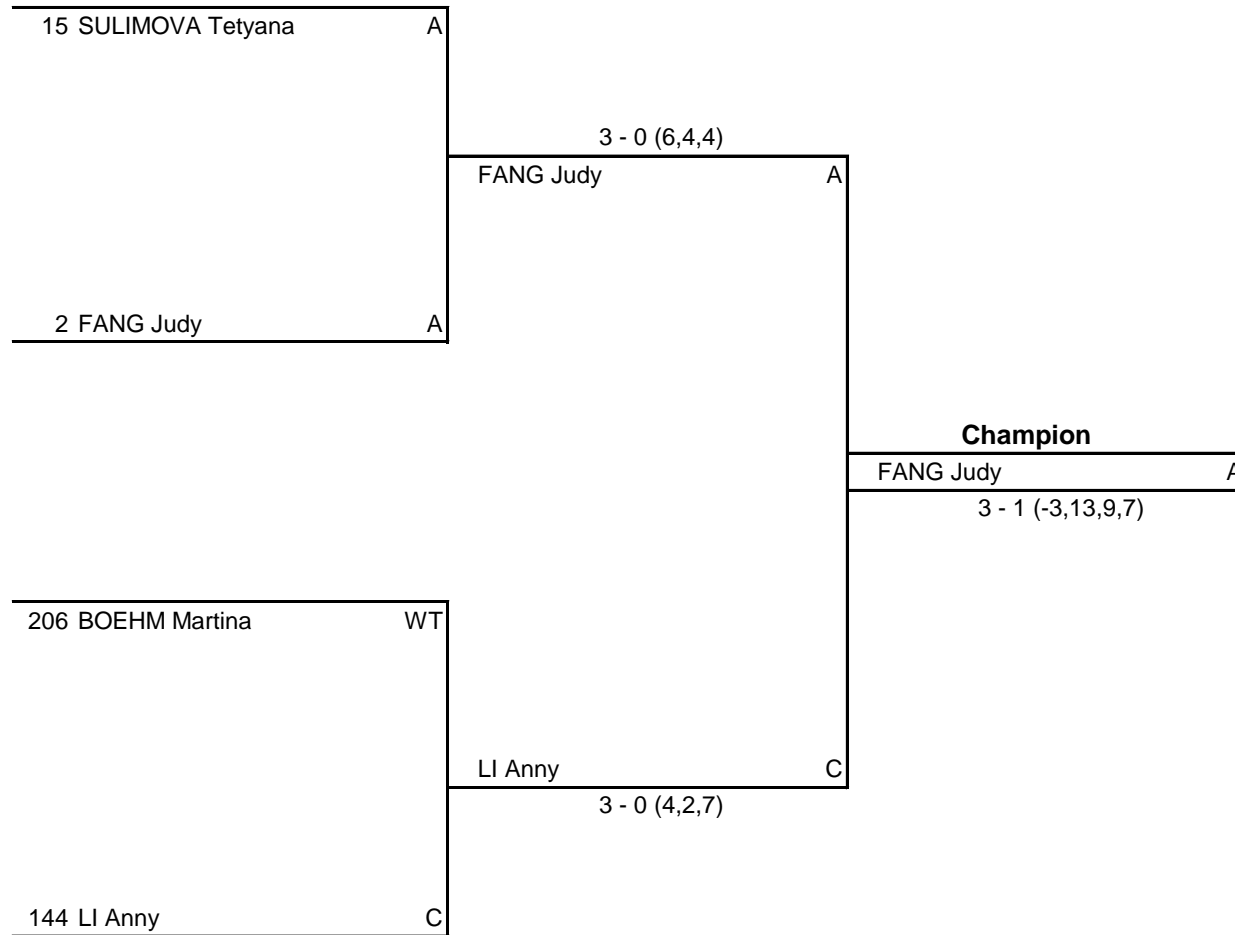 15 SULIMOVA Tetyana A
3 - 0 (6,4,4)
FANG Judy A
2 FANG Judy A
Champion
FANG Judy A
3 - 1 (-3,13,9,7)
206 BOEHM Martina WT
LI Anny C
3 - 0 (4,2,7)
144 LI Anny C